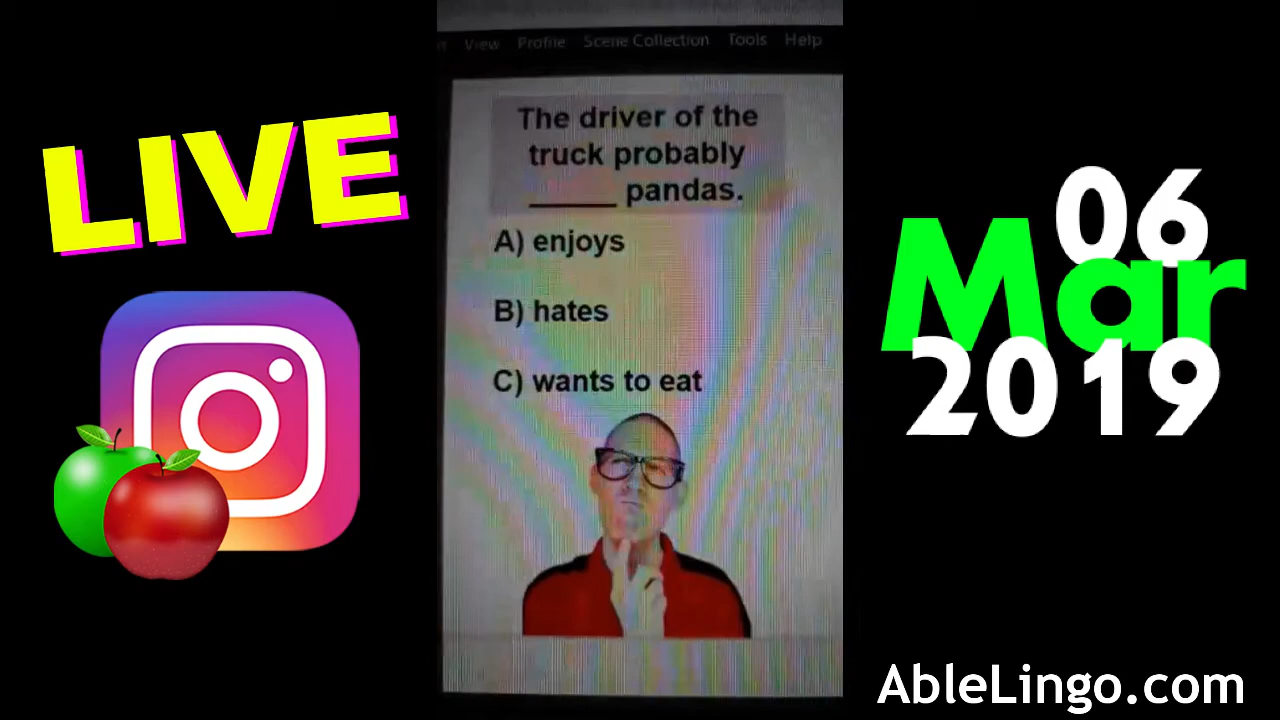 LIVE
View Profile Scene Collection Tools Help
The driver of the
truck probably
______ pandas.
A) enjoys
B) hates
C) wants to eat
06
Mar
2019
AbleLingo.com